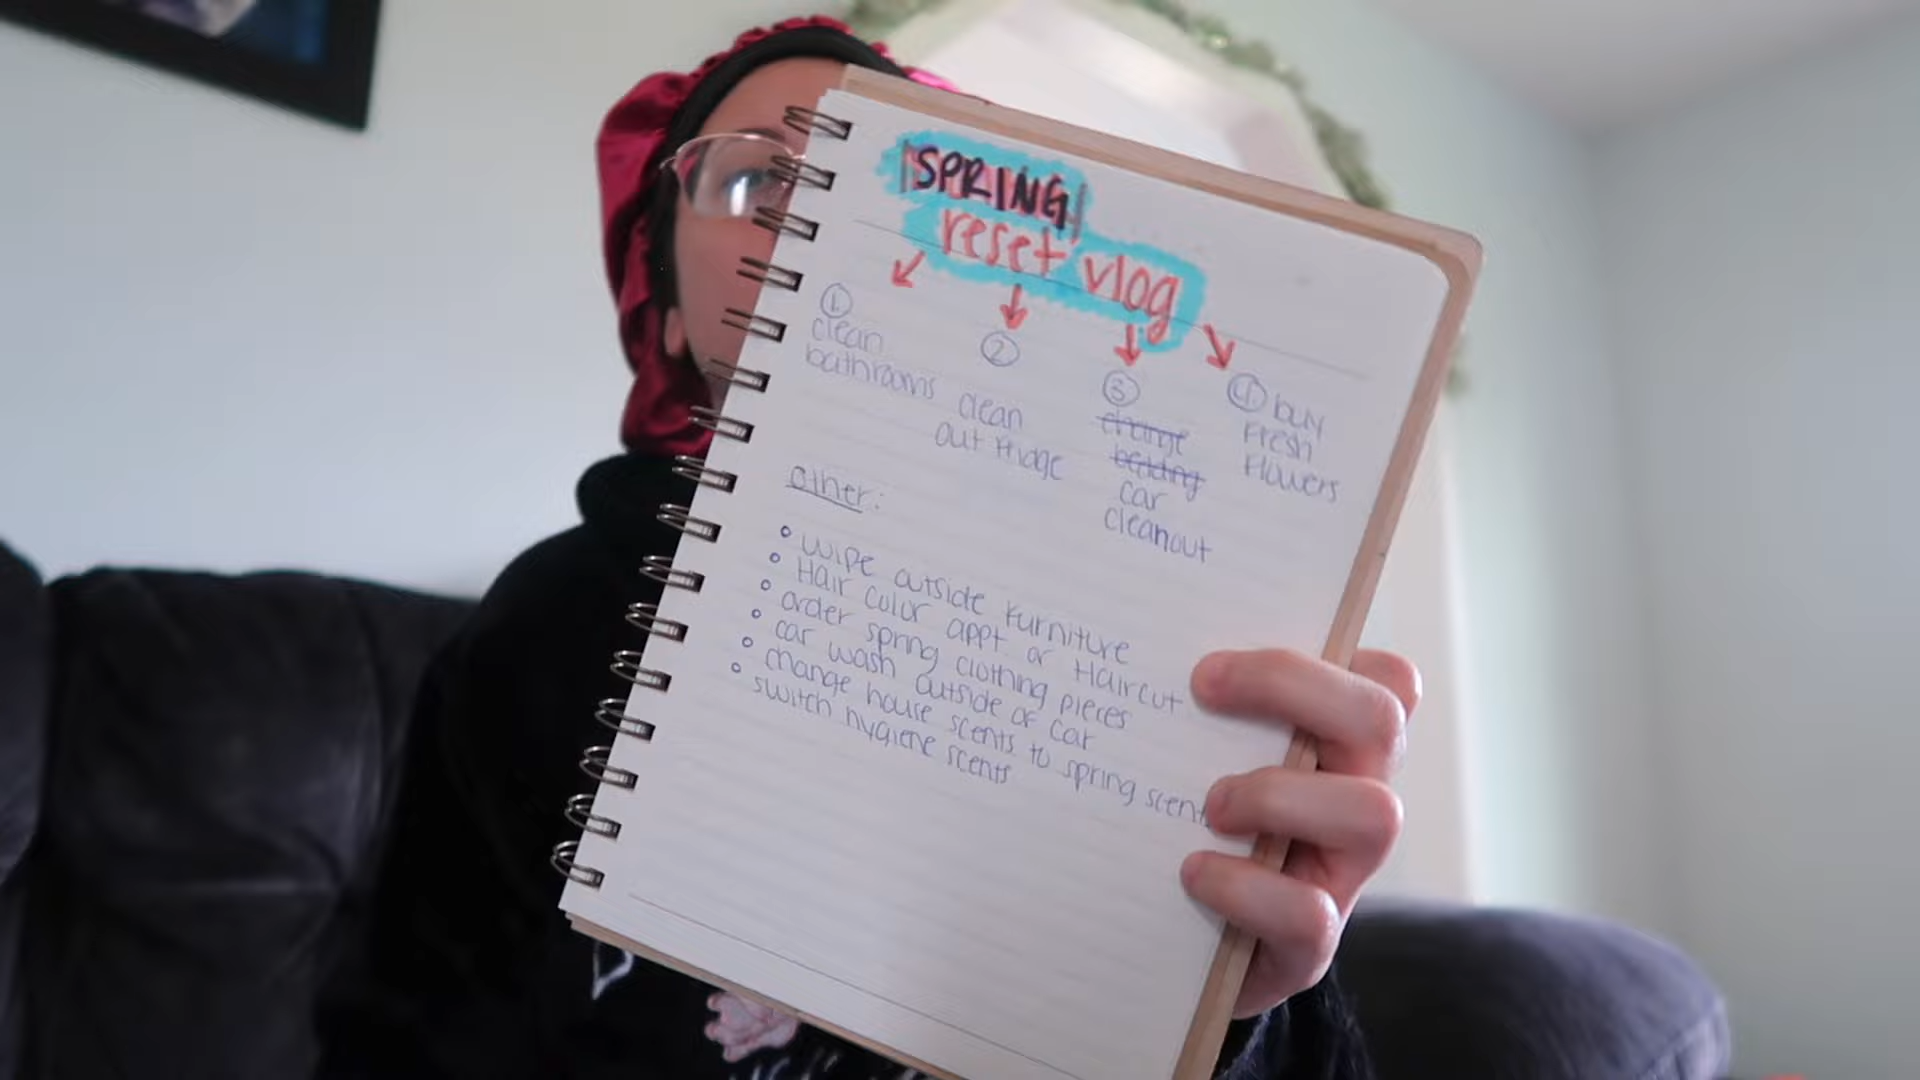 SPRING
reset vlog
1.
clean
bathrooms
2
clean
out fridge
3
change
bedding
car
cleanout
4. buy
fresh
flowers
other:
wipe outside furniture
Hair color appt or Haircut
order spring clothing pieces
car wash outside of car
change house scents to spring scents
switch hygiene scents